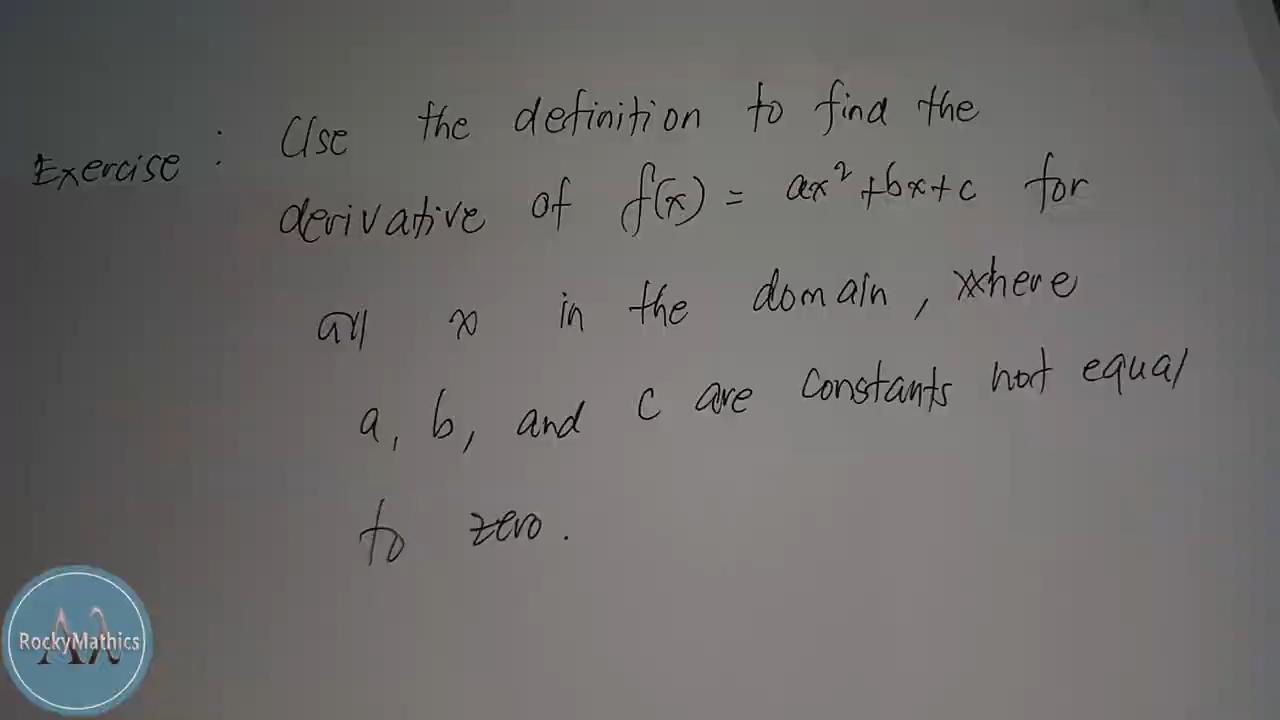 Exercise : Use the definition to find the
derivative of f(x) = ax² + bx + c for
all x in the domain, where
a, b, and c are constants not equal
to zero.
RockyMathics